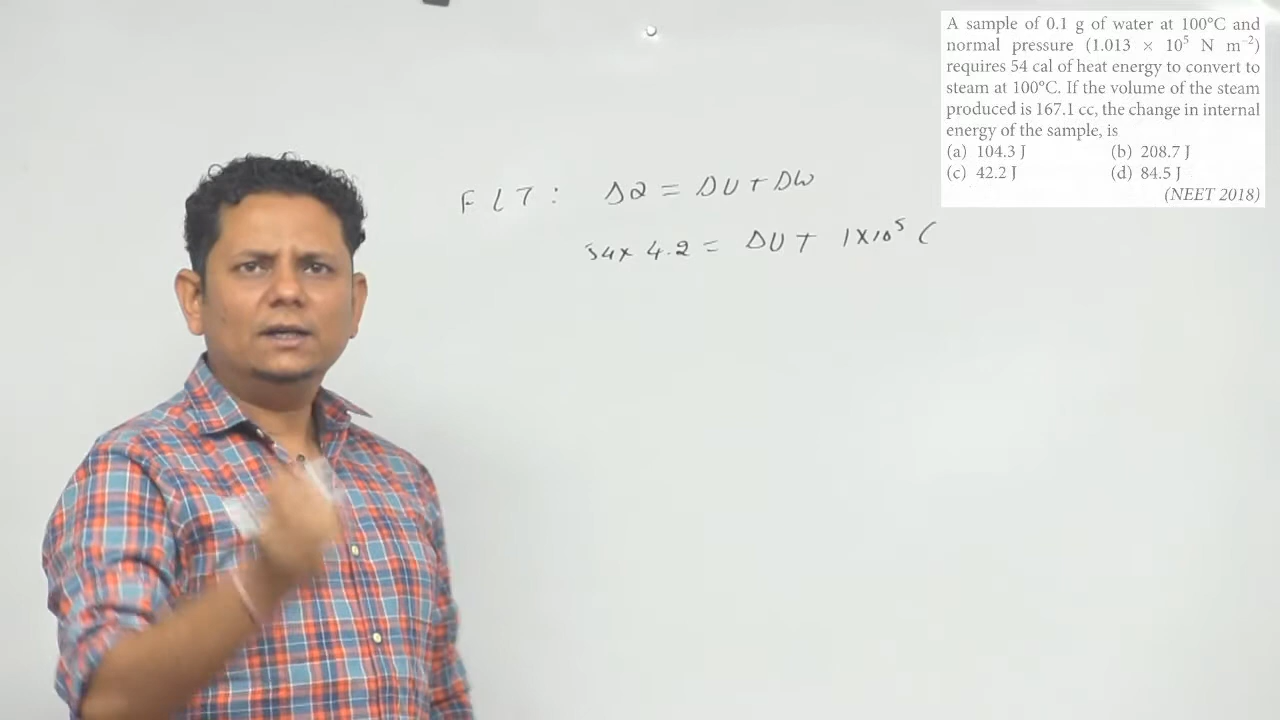 A sample of 0.1 g of water at 100°C and
normal pressure (1.013 × 10⁵ N m⁻²)
requires 54 cal of heat energy to convert to
steam at 100°C. If the volume of the steam
produced is 167.1 cc, the change in internal
energy of the sample, is
(a) 104.3 J (b) 208.7 J
(c) 42.2 J (d) 84.5 J
(NEET 2018)
FLT : ΔQ = ΔU + ΔW
54× 4.2 = ΔU + 1×10⁵ (